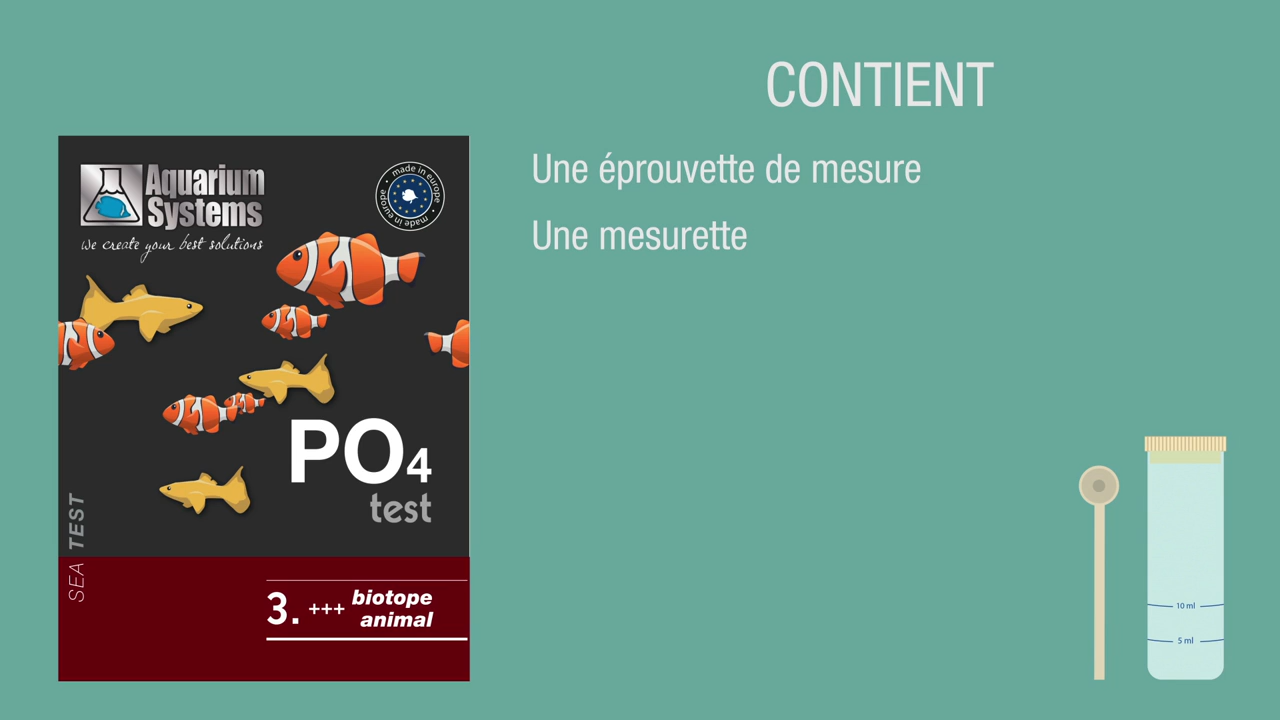 CONTIENT
Une éprouvette de mesure
Une mesurette
Aquarium
Systems
we create your best solutions
made in europe
made in europe
PO4
test
SEA TEST
3. +++ biotope
animal
10 ml
5 ml